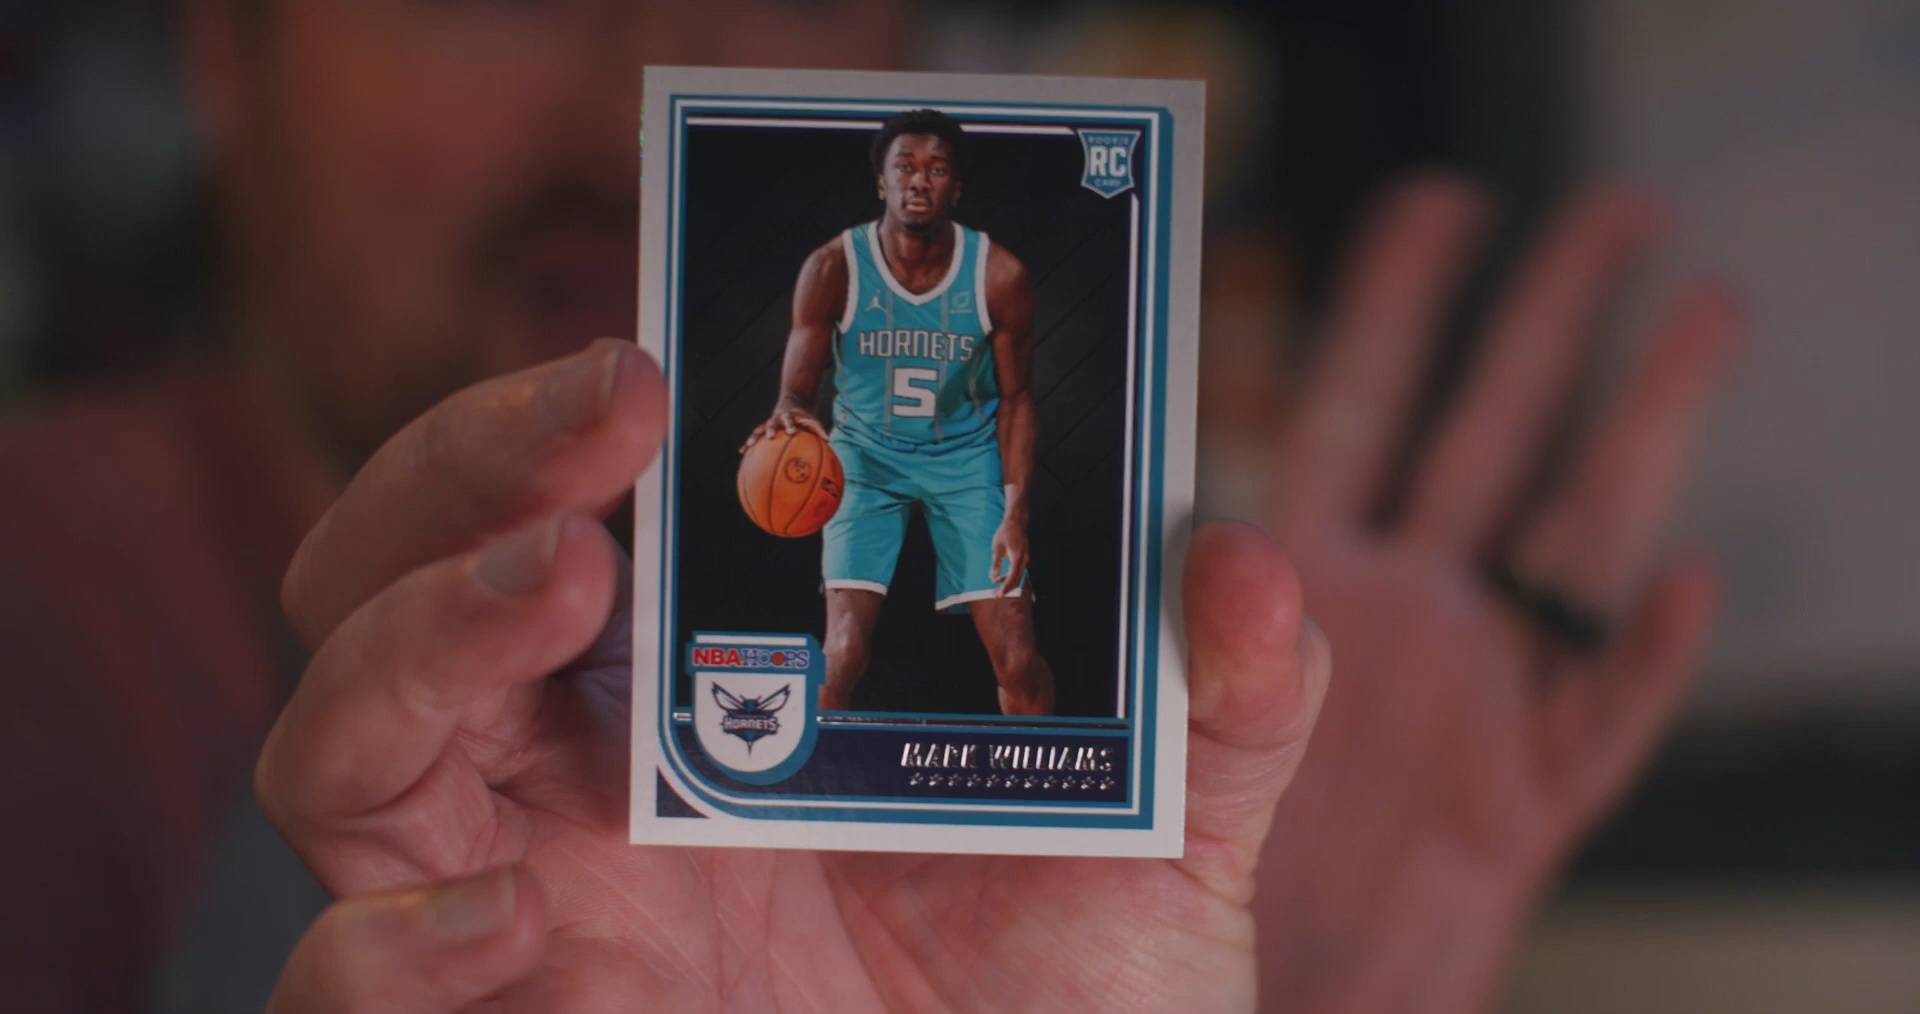 ROOKIE
RC
CARD
HORNETS
5
NBA HOOPS
HORNETS
MARK WILLIAMS